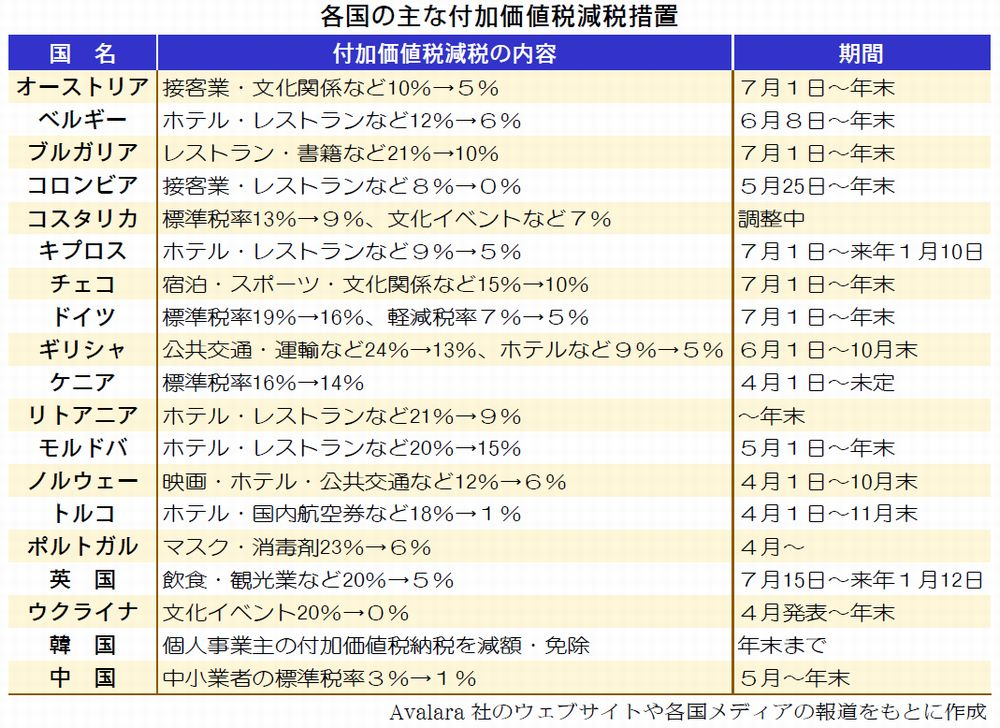 各国の主な付加価値税減税措置
国　名 付加価値税減税の内容 期間
オーストリア 接客業・文化関係など10%→５% ７月１日～年末
ベルギー ホテル・レストランなど12%→６% ６月８日～年末
ブルガリア レストラン・書籍など21%→10% ７月１日～年末
コロンビア 接客業・レストランなど８%→０% ５月25日～年末
コスタリカ 標準税率13%→９%、文化イベントなど７% 調整中
キプロス ホテル・レストランなど９%→５% ７月１日～来年１月10日
チェコ 宿泊・スポーツ・文化関係など15%→10% ７月１日～年末
ドイツ 標準税率19%→16%、軽減税率７%→５% ７月１日～年末
ギリシャ 公共交通・運輸など24%→13%、ホテルなど９%→５% ６月１日～10月末
ケニア 標準税率16%→14% ４月１日～未定
リトアニア ホテル・レストランなど21%→９% ～年末
モルドバ ホテル・レストランなど20%→15% ５月１日～年末
ノルウェー 映画・ホテル・公共交通など12%→６% ４月１日～10月末
トルコ ホテル・国内航空券など18%→１% ４月１日～11月末
ポルトガル マスク・消毒剤23%→６% ４月～
英　国 飲食・観光業など20%→５% ７月15日～来年１月12日
ウクライナ 文化イベント20%→０% ４月発表～年末
韓　国 個人事業主の付加価値税納税を減額・免除 年末まで
中　国 中小業者の標準税率３%→１% ５月～年末
Avalara 社のウェブサイトや各国メディアの報道をもとに作成